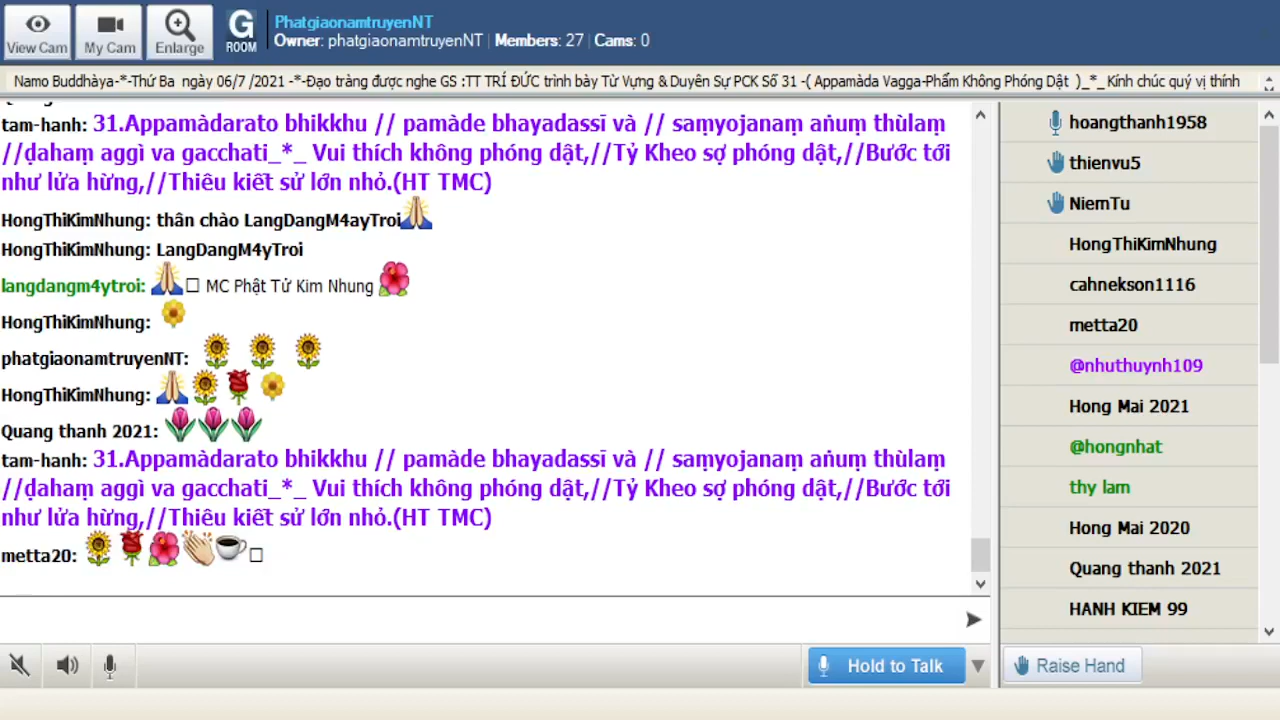 View Cam
My Cam
Enlarge
G
ROOM
PhatgiaonamtruyenNT
Owner: phatgiaonamtruyenNT | Members: 27 | Cams: 0
Namo Buddhàya-*-Thứ Ba ngày 06/7 /2021 -*-Đạo tràng được nghe GS :TT TRÍ ĐỨC trình bày Từ Vựng & Duyên Sự PCK Số 31 -( Appamàda Vagga-Phẩm Không Phóng Dật )_*_ Kính chúc quý vị thính
tam-hanh: 31.Appamàdarato bhikkhu // pamàde bhayadassī và // saṃyojanaṃ aṅuṃ thùlaṃ
//ḍahaṃ aggì va gacchati_*_ Vui thích không phóng dật,//Tỷ Kheo sợ phóng dật,//Bước tới
như lửa hừng,//Thiêu kiết sử lớn nhỏ.(HT TMC)
HongThiKimNhung: thân chào LangDangM4ayTroi
HongThiKimNhung: LangDangM4yTroi
langdangm4ytroi: MC Phật Tử Kim Nhung
HongThiKimNhung:
phatgiaonamtruyenNT:
HongThiKimNhung:
Quang thanh 2021:
tam-hanh: 31.Appamàdarato bhikkhu // pamàde bhayadassī và // saṃyojanaṃ aṅuṃ thùlaṃ
//ḍahaṃ aggì va gacchati_*_ Vui thích không phóng dật,//Tỷ Kheo sợ phóng dật,//Bước tới
như lửa hừng,//Thiêu kiết sử lớn nhỏ.(HT TMC)
metta20:
Hold to Talk
hoangthanh1958
thienvu5
NiemTu
HongThiKimNhung
cahnekson1116
metta20
@nhuthuynh109
Hong Mai 2021
@hongnhat
thy lam
Hong Mai 2020
Quang thanh 2021
HANH KIEM 99
Raise Hand